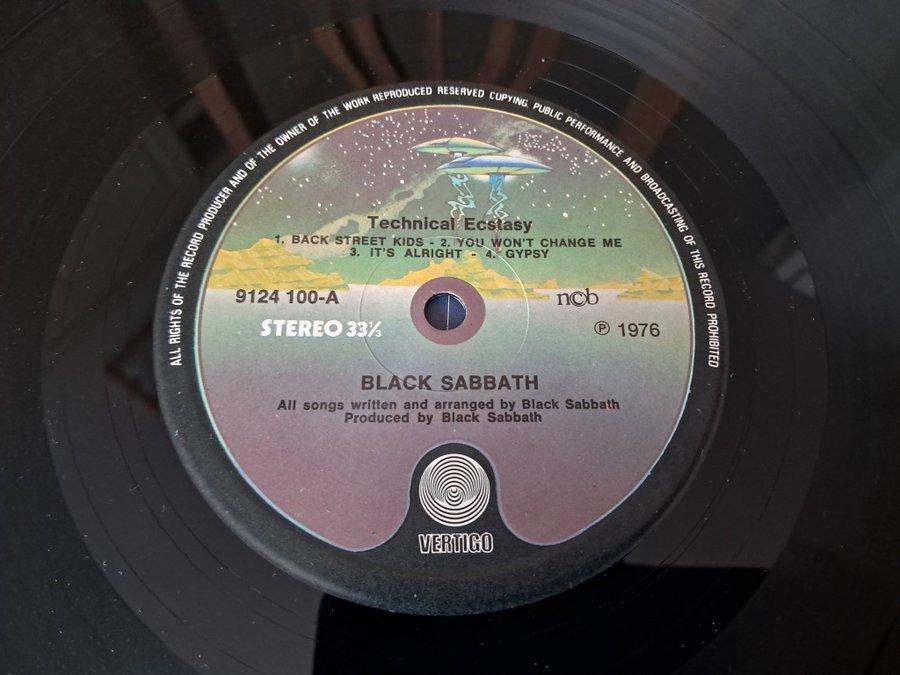 ALL RIGHTS OF THE RECORD PRODUCER AND OF THE OWNER OF THE WORK REPRODUCED RESERVED COPYING, PUBLIC PERFORMANCE AND BROADCASTING OF THIS RECORD PROHIBITED
Technical Ecstasy
1. BACK STREET KIDS - 2. YOU WON'T CHANGE ME
3. IT'S ALRIGHT - 4. GYPSY
9124 100-A
n©b
STEREO 33⅓
℗ 1976
BLACK SABBATH
All songs written and arranged by Black Sabbath
Produced by Black Sabbath
VERTIGO